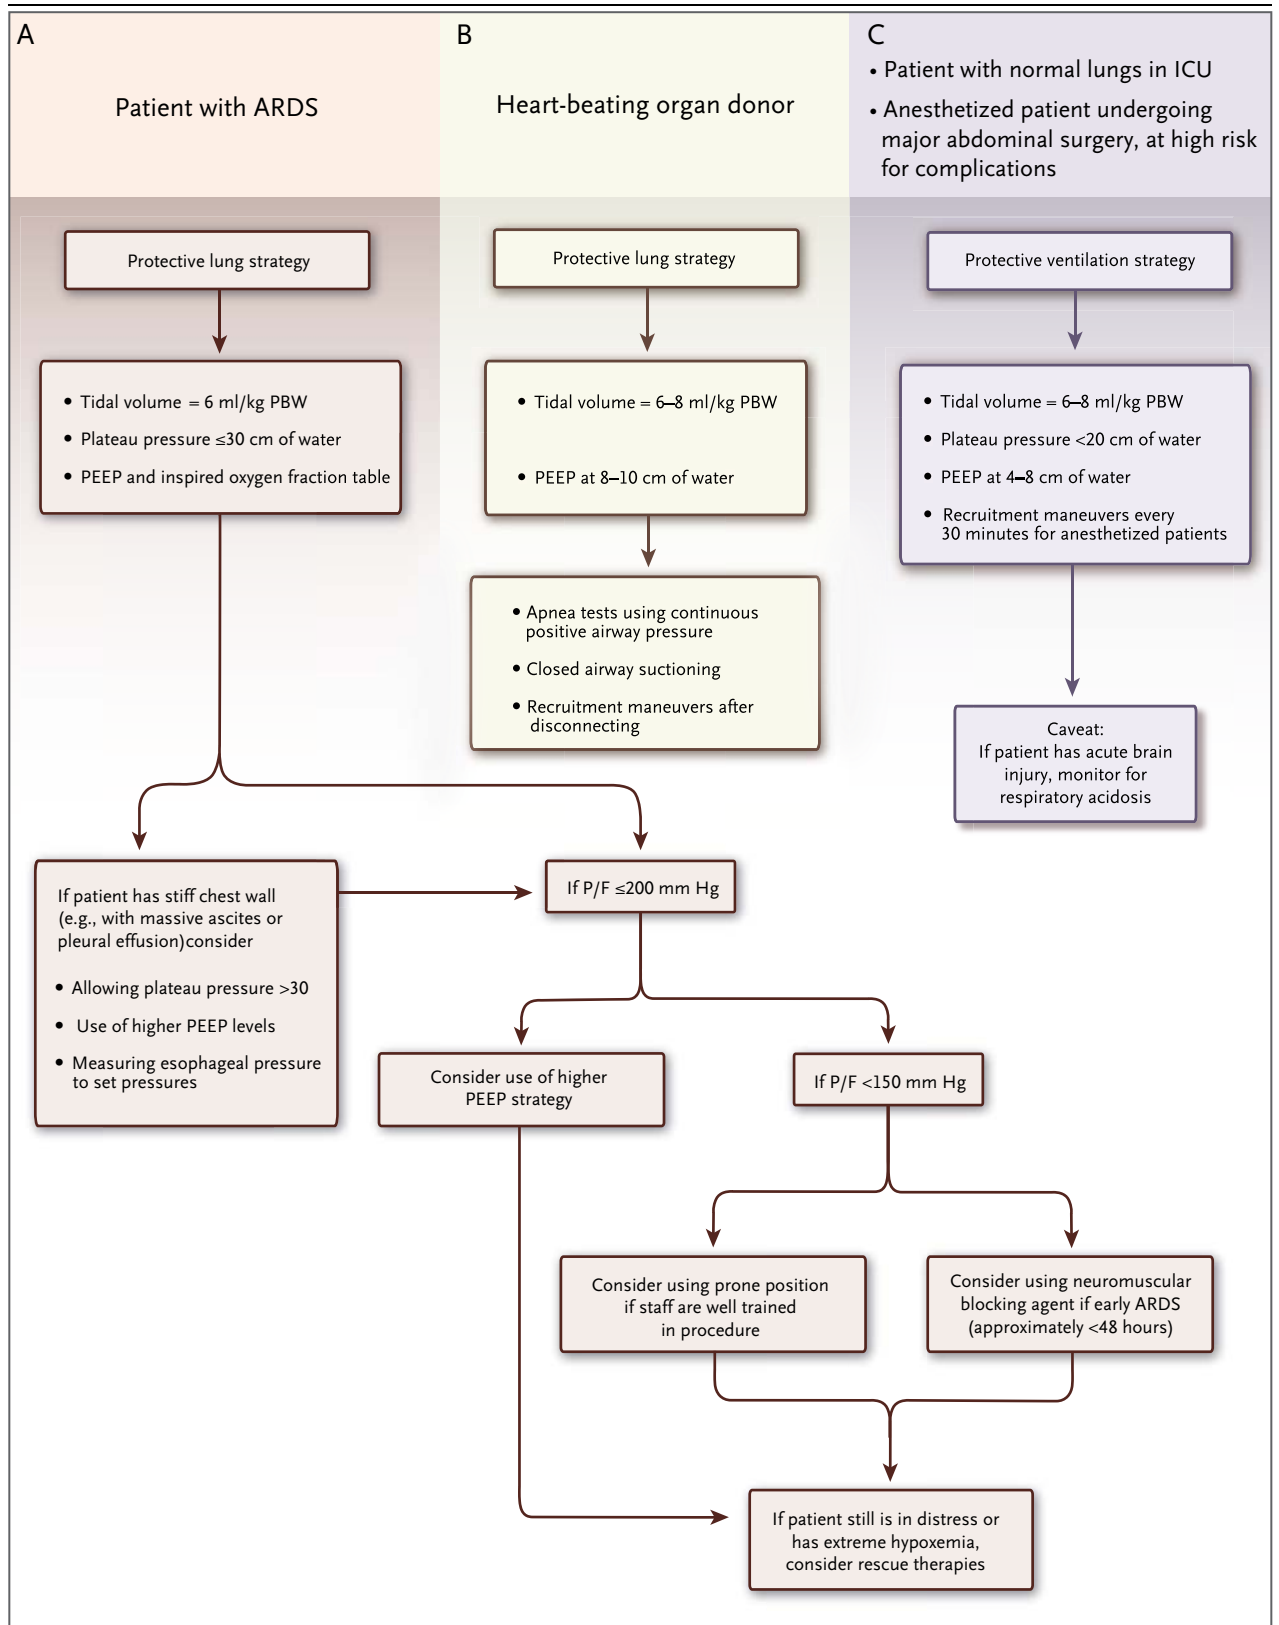 A
Patient with ARDS
B
Heart-beating organ donor
C
• Patient with normal lungs in ICU
• Anesthetized patient undergoing
major abdominal surgery, at high risk
for complications
Protective lung strategy
• Tidal volume = 6 ml/kg PBW
• Plateau pressure ≤30 cm of water
• PEEP and inspired oxygen fraction table
Protective lung strategy
• Tidal volume = 6–8 ml/kg PBW
• PEEP at 8–10 cm of water
• Apnea tests using continuous
positive airway pressure
• Closed airway suctioning
• Recruitment maneuvers after
disconnecting
Protective ventilation strategy
• Tidal volume = 6–8 ml/kg PBW
• Plateau pressure <20 cm of water
• PEEP at 4–8 cm of water
• Recruitment maneuvers every
30 minutes for anesthetized patients
Caveat:
If patient has acute brain
injury, monitor for
respiratory acidosis
If patient has stiff chest wall
(e.g., with massive ascites or
pleural effusion)consider
• Allowing plateau pressure >30
• Use of higher PEEP levels
• Measuring esophageal pressure
to set pressures
If P/F ≤200 mm Hg
Consider use of higher
PEEP strategy
If P/F <150 mm Hg
Consider using prone position
if staff are well trained
in procedure
Consider using neuromuscular
blocking agent if early ARDS
(approximately <48 hours)
If patient still is in distress or
has extreme hypoxemia,
consider rescue therapies